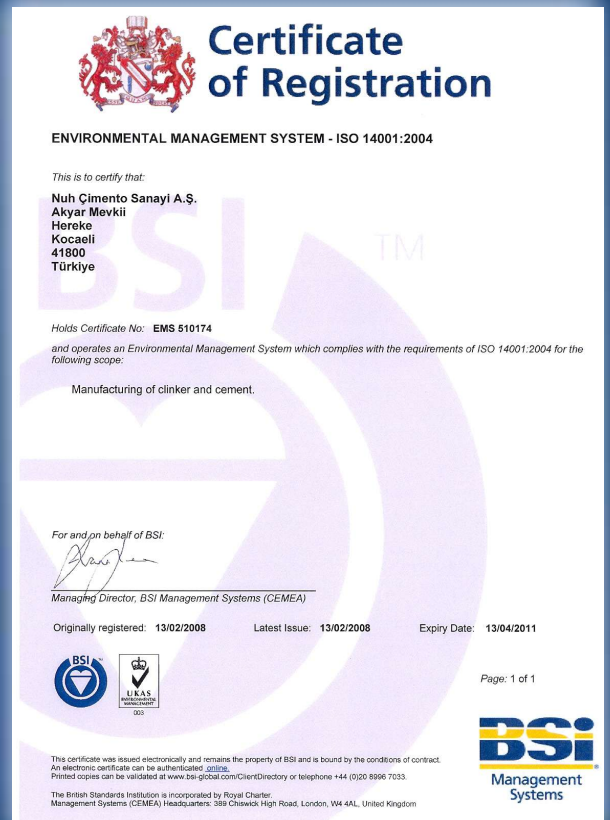 Certificate
of Registration
ENVIRONMENTAL MANAGEMENT SYSTEM - ISO 14001:2004
This is to certify that:
Nuh Çimento Sanayi A.Ş.
Akyar Mevkii
Hereke
Kocaeli
41800
Türkiye
BSI TM
Holds Certificate No: EMS 510174
and operates an Environmental Management System which complies with the requirements of ISO 14001:2004 for the
following scope:
Manufacturing of clinker and cement.
For and on behalf of BSI:
Managing Director, BSI Management Systems (CEMEA)
Originally registered: 13/02/2008 Latest Issue: 13/02/2008 Expiry Date: 13/04/2011
BSI
UKAS
ENVIRONMENTAL
MANAGEMENT
003
Page: 1 of 1
This certificate was issued electronically and remains the property of BSI and is bound by the conditions of contract.
An electronic certificate can be authenticated online.
Printed copies can be validated at www.bsi-global.com/ClientDirectory or telephone +44 (0)20 8996 7033.
The British Standards Institution is incorporated by Royal Charter.
Management Systems (CEMEA) Headquarters: 389 Chiswick High Road, London, W4 4AL, United Kingdom
BSi
Management
Systems